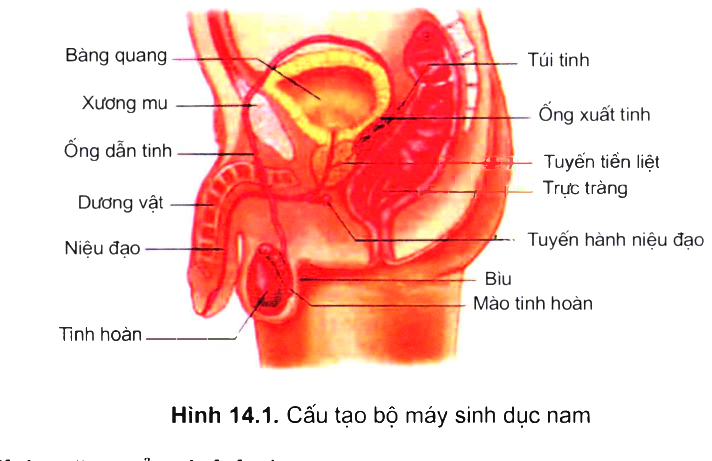 Bàng quang
Xương mu
Ống dẫn tinh
Dương vật
Niệu đạo
Tinh hoàn
Túi tinh
Ống xuất tinh
Tuyến tiền liệt
Trực tràng
Tuyến hành niệu đạo
Bìu
Mào tinh hoàn
Hình 14.1. Cấu tạo bộ máy sinh dục nam